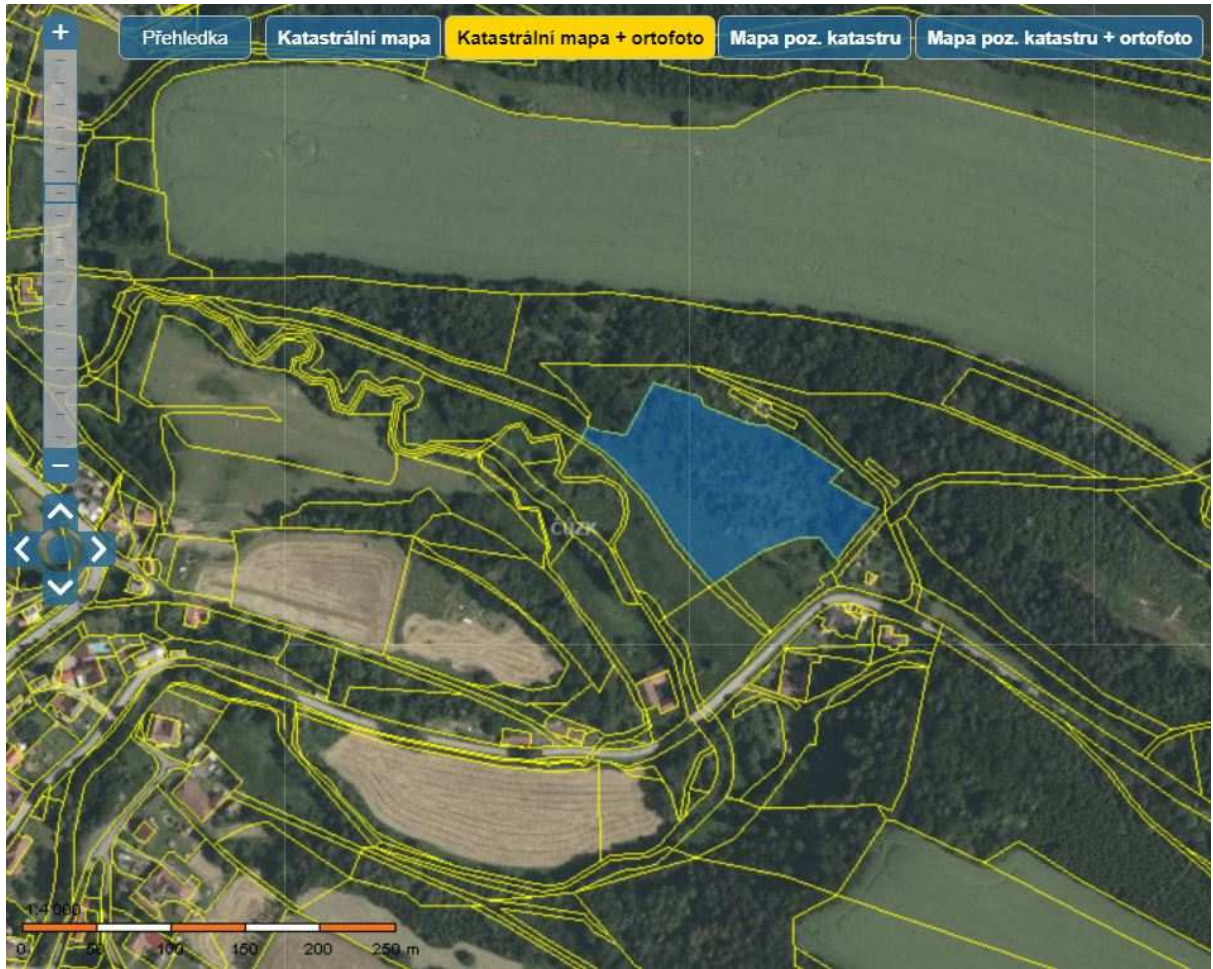 +
Přehledka
Katastrální mapa
Katastrální mapa + ortofoto
Mapa poz. katastru
Mapa poz. katastru + ortofoto
ČÚZK
1:4 000
0 50 100 150 200 250 m